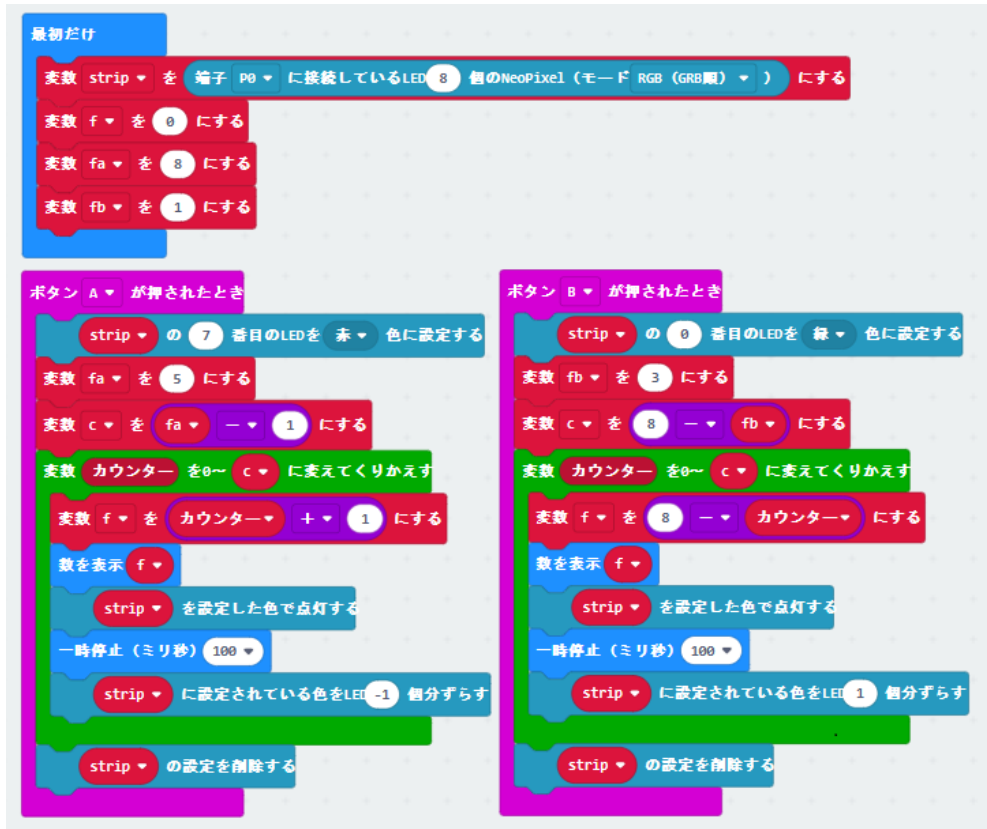 最初だけ
変数 strip を 端子 P0 に接続しているLED 8 個のNeoPixel (モード RGB (GRB順) ) にする
変数 f を 0 にする
変数 fa を 8 にする
変数 fb を 1 にする
ボタン A が押されたとき
strip の 7 番目のLEDを 赤 色に設定する
変数 fa を 5 にする
変数 c を fa - 1 にする
変数 カウンター を0～ c に変えてくりかえす
変数 f を カウンター + 1 にする
数を表示 f
strip を設定した色で点灯する
一時停止 (ミリ秒) 100
strip に設定されている色をLED -1 個分ずらす
strip の設定を削除する
ボタン B が押されたとき
strip の 0 番目のLEDを 緑 色に設定する
変数 fb を 3 にする
変数 c を 8 - fb にする
変数 カウンター を0～ c に変えてくりかえす
変数 f を 8 - カウンター にする
数を表示 f
strip を設定した色で点灯する
一時停止 (ミリ秒) 100
strip に設定されている色をLED 1 個分ずらす
strip の設定を削除する